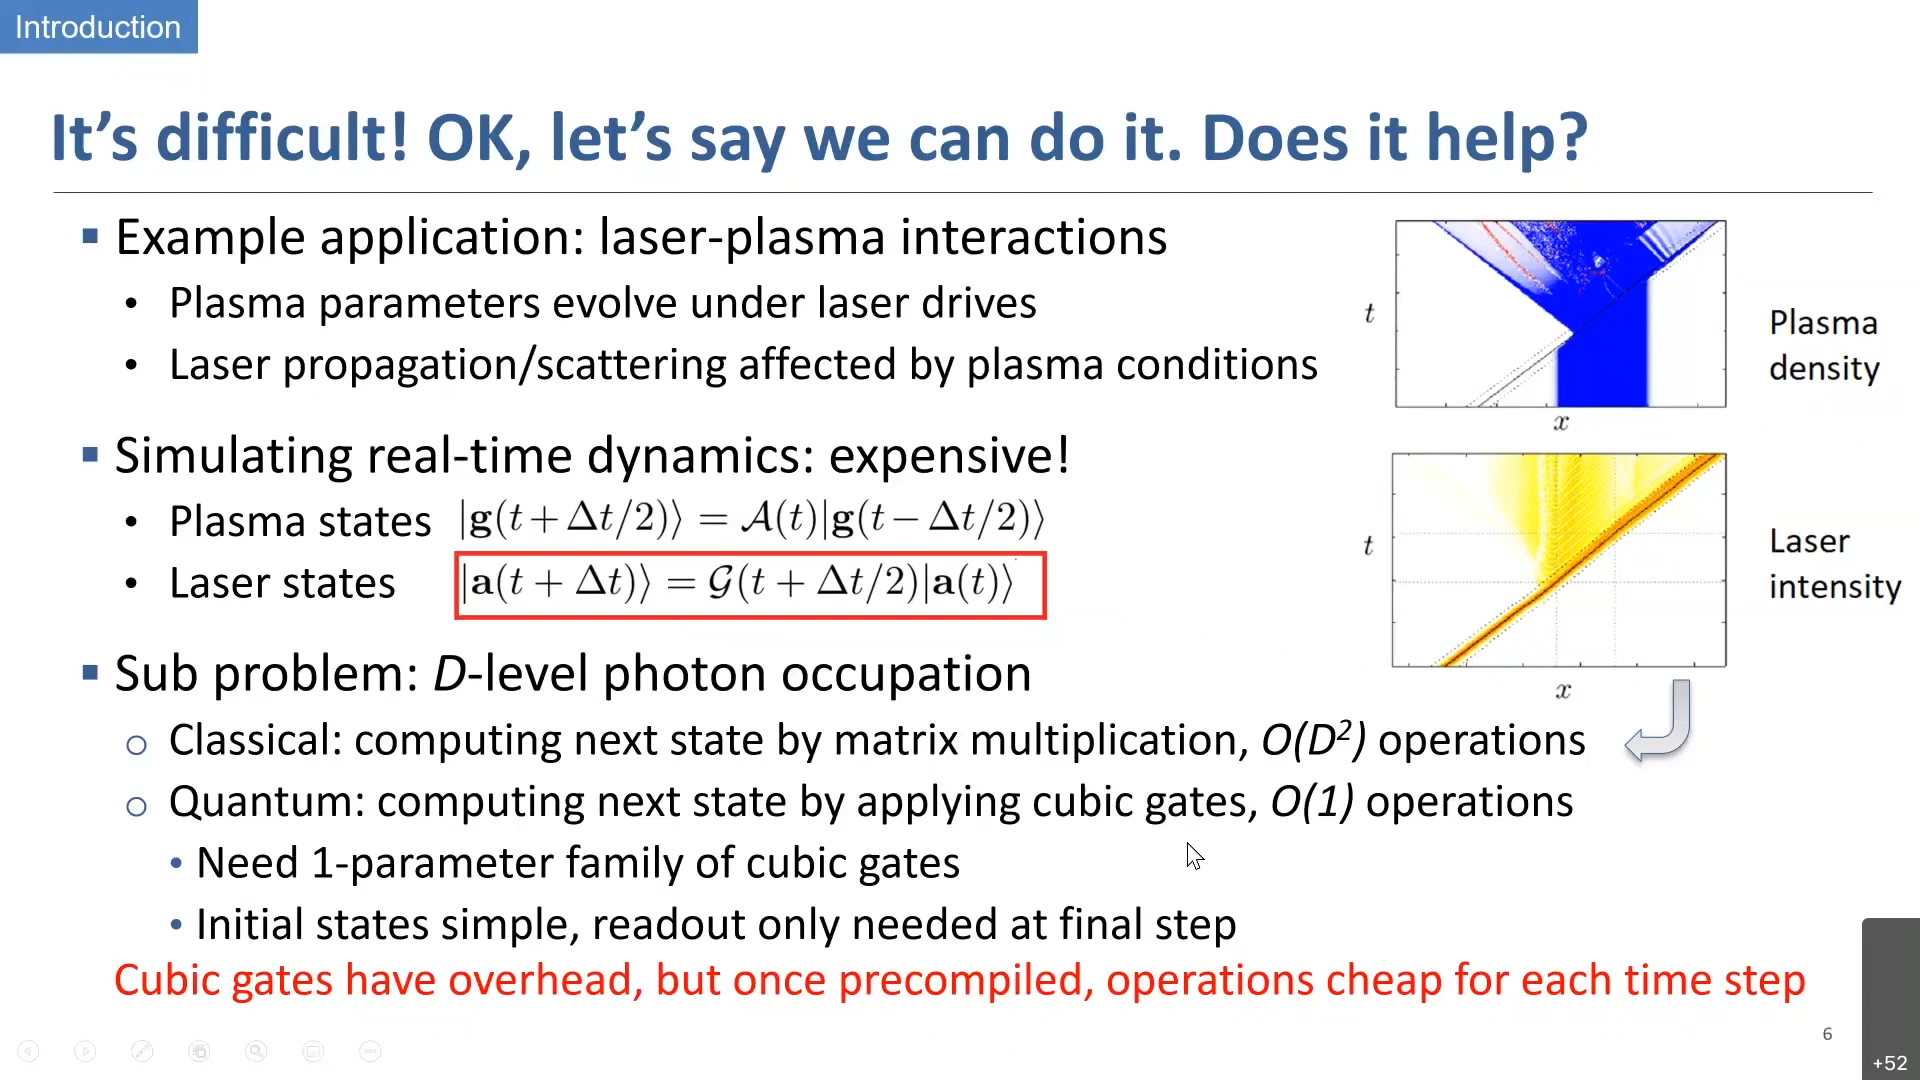 Introduction
It's difficult! OK, let's say we can do it. Does it help?
▪ Example application: laser-plasma interactions
• Plasma parameters evolve under laser drives
• Laser propagation/scattering affected by plasma conditions
▪ Simulating real-time dynamics: expensive!
• Plasma states |g(t + Δt/2)⟩ = 𝒜(t)|g(t − Δt/2)⟩
• Laser states |a(t + Δt)⟩ = 𝒢(t + Δt/2)|a(t)⟩
▪ Sub problem: D-level photon occupation
○ Classical: computing next state by matrix multiplication, O(D²) operations
○ Quantum: computing next state by applying cubic gates, O(1) operations
• Need 1-parameter family of cubic gates
• Initial states simple, readout only needed at final step
Cubic gates have overhead, but once precompiled, operations cheap for each time step
t
x
Plasma
density
t
x
Laser
intensity
6
+52